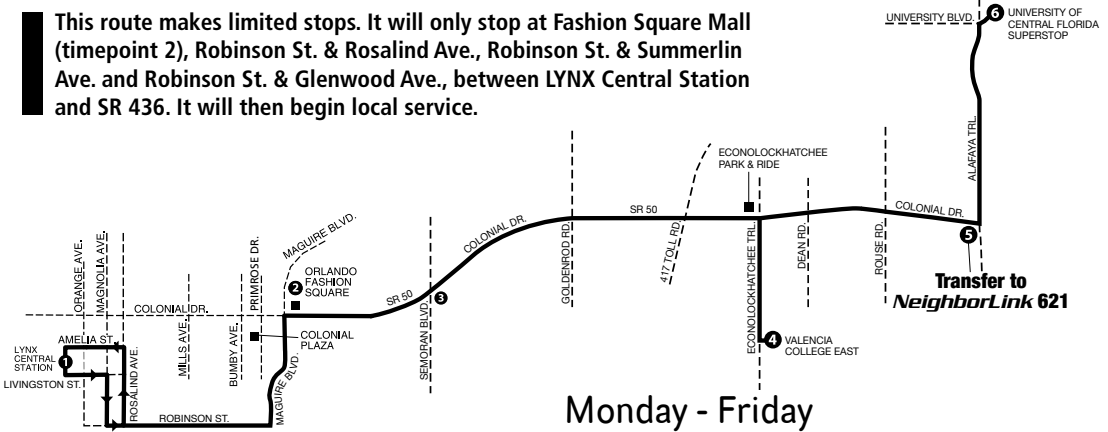 This route makes limited stops. It will only stop at Fashion Square Mall
(timepoint 2), Robinson St. & Rosalind Ave., Robinson St. & Summerlin
Ave. and Robinson St. & Glenwood Ave., between LYNX Central Station
and SR 436. It will then begin local service.
UNIVERSITY BLVD.
6 UNIVERSITY OF
CENTRAL FLORIDA
SUPERSTOP
ALAFAYA TRL.
ECONOLOCKHATCHEE
PARK & RIDE
SR 50
COLONIAL DR.
COLONIAL DR.
GOLDENROD RD.
417 TOLL RD.
ECONOLOCKHATCHEE TRL.
DEAN RD.
ROUSE RD.
5
Transfer to
NeighborLink 621
MAGUIRE BLVD.
2
ORLANDO
FASHION
SQUARE
ORANGE AVE.
MAGNOLIA AVE.
PRIMROSE DR.
COLONIAL DR.
SR 50
3
SEMORAN BLVD.
AMELIA ST.
LYNX
CENTRAL
STATION
1
LIVINGSTON ST.
ROSALIND AVE.
MILLS AVE.
BUMBY AVE.
COLONIAL
PLAZA
MAGUIRE BLVD.
ROBINSON ST.
4 VALENCIA
COLLEGE EAST
Monday - Friday